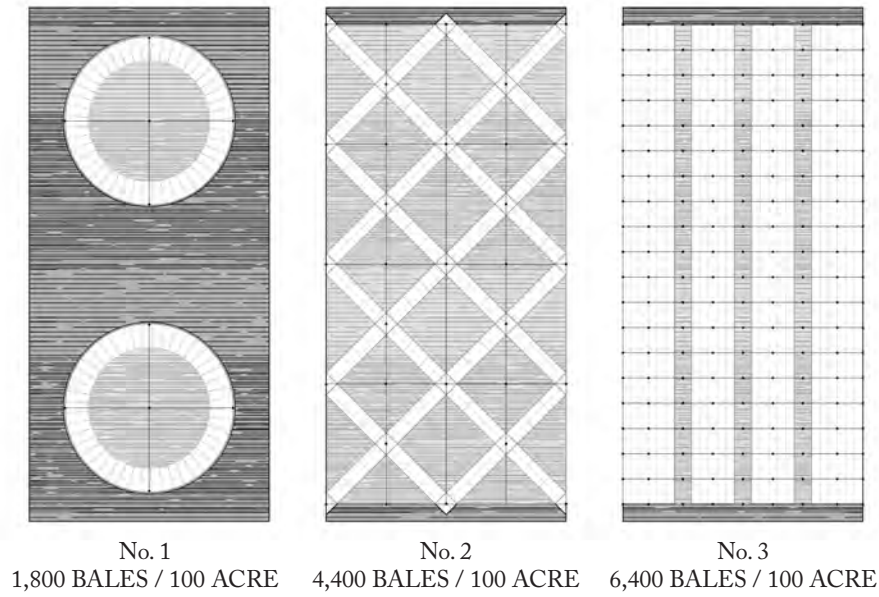 No. 1
1,800 BALES / 100 ACRE
No. 2
4,400 BALES / 100 ACRE
No. 3
6,400 BALES / 100 ACRE